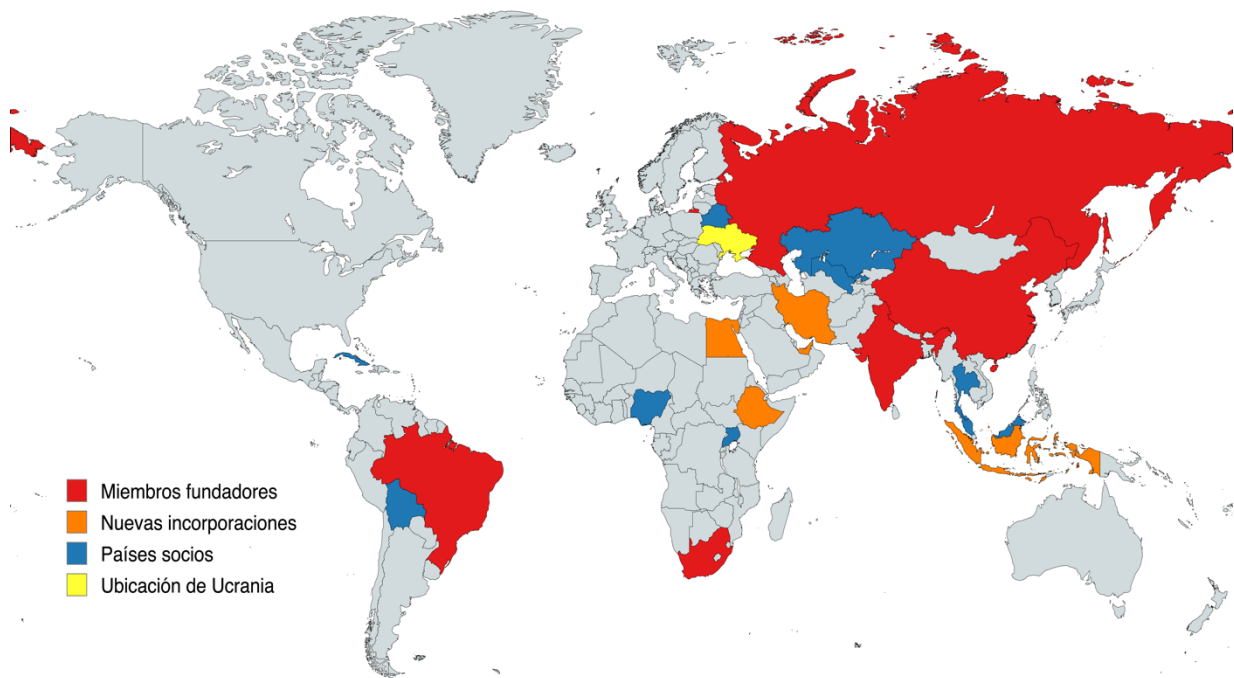 Miembros fundadores
Nuevas incorporaciones
Países socios
Ubicación de Ucrania